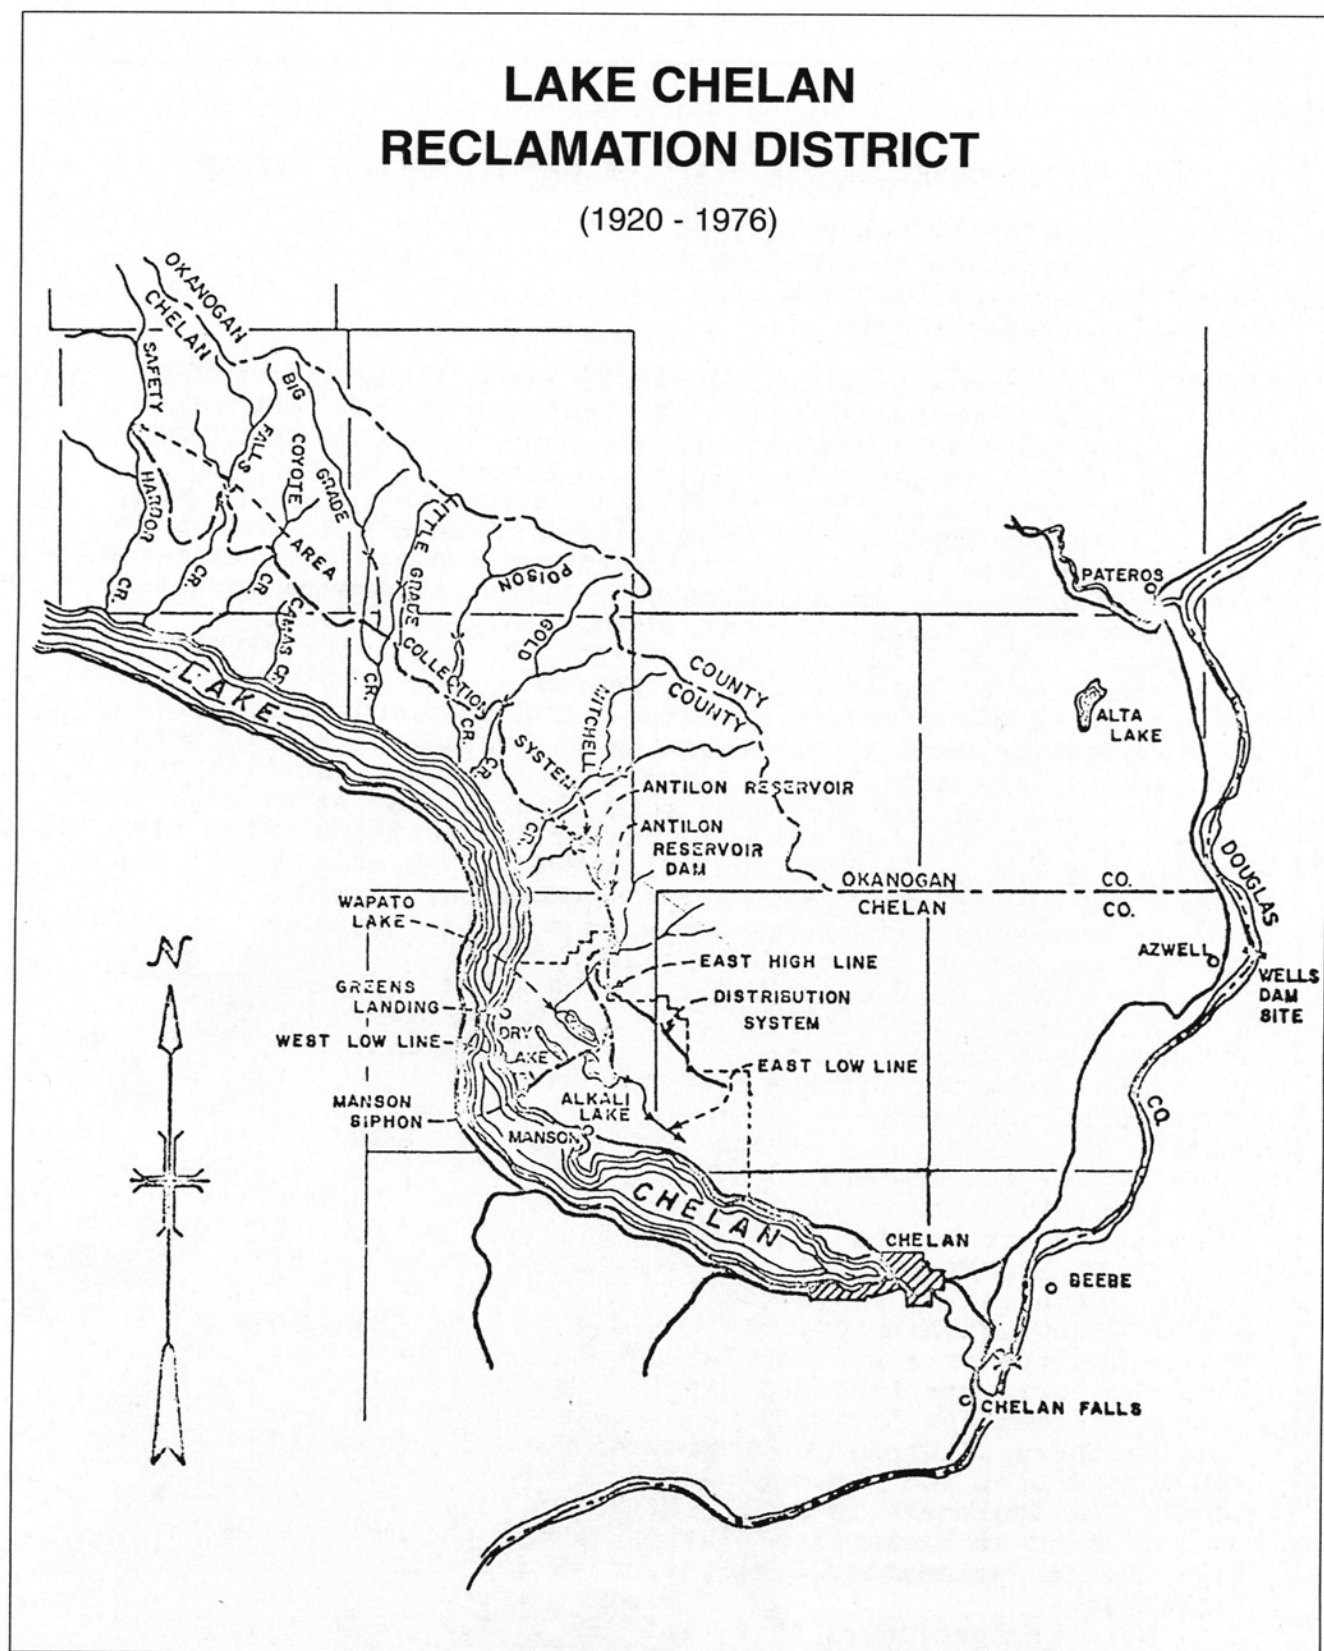 LAKE CHELAN
RECLAMATION DISTRICT
(1920 - 1976)
OKANOGAN
CHELAN
SAFETY
HARBOR
CR.
FALLS
CR.
BIG
GRADE
CR.
COYOTE
CR.
AREA
CAMAS CR.
LITTLE GRADE
POISON
GOLD
COLLECTION
CR.
CR.
SYSTEM
MITCHELL
CR.
COUNTY
COUNTY
LAKE
PATEROS
ALTA
LAKE
ANTILON RESERVOIR
ANTILON
RESERVOIR
DAM
OKANOGAN CO.
CHELAN CO.
DOUGLAS
CO.
WAPATO
LAKE
N
AZWELL
EAST HIGH LINE
WELLS
DAM
SITE
GREENS
LANDING
DISTRIBUTION
SYSTEM
WEST LOW LINE
DRY
LAKE
EAST LOW LINE
MANSON
SIPHON
ALKALI
LAKE
MANSON
CHELAN
CHELAN
BEEBE
CHELAN FALLS